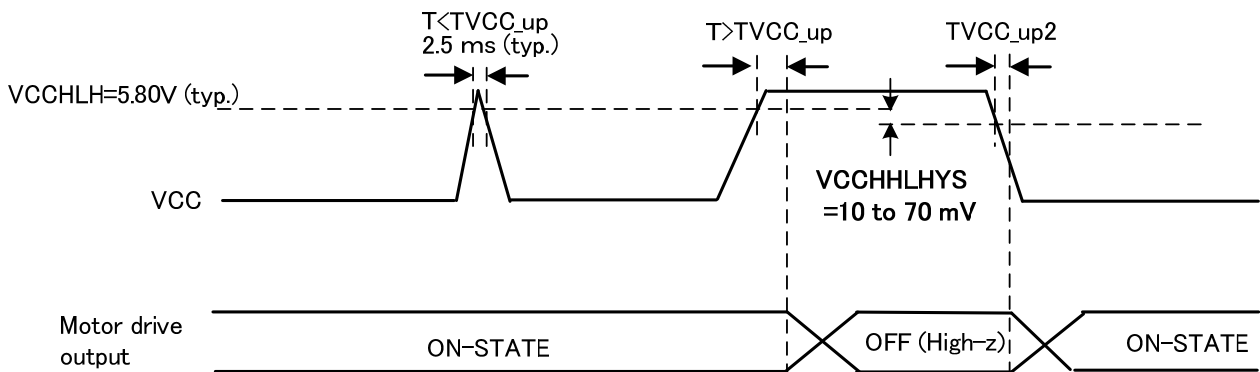 T<TVCC_up
2.5 ms (typ.)
T>TVCC_up
TVCC_up2
VCCHLH=5.80V (typ.)
VCCHHLHYS
=10 to 70 mV
VCC
Motor drive
output
ON-STATE
OFF (High-z)
ON-STATE